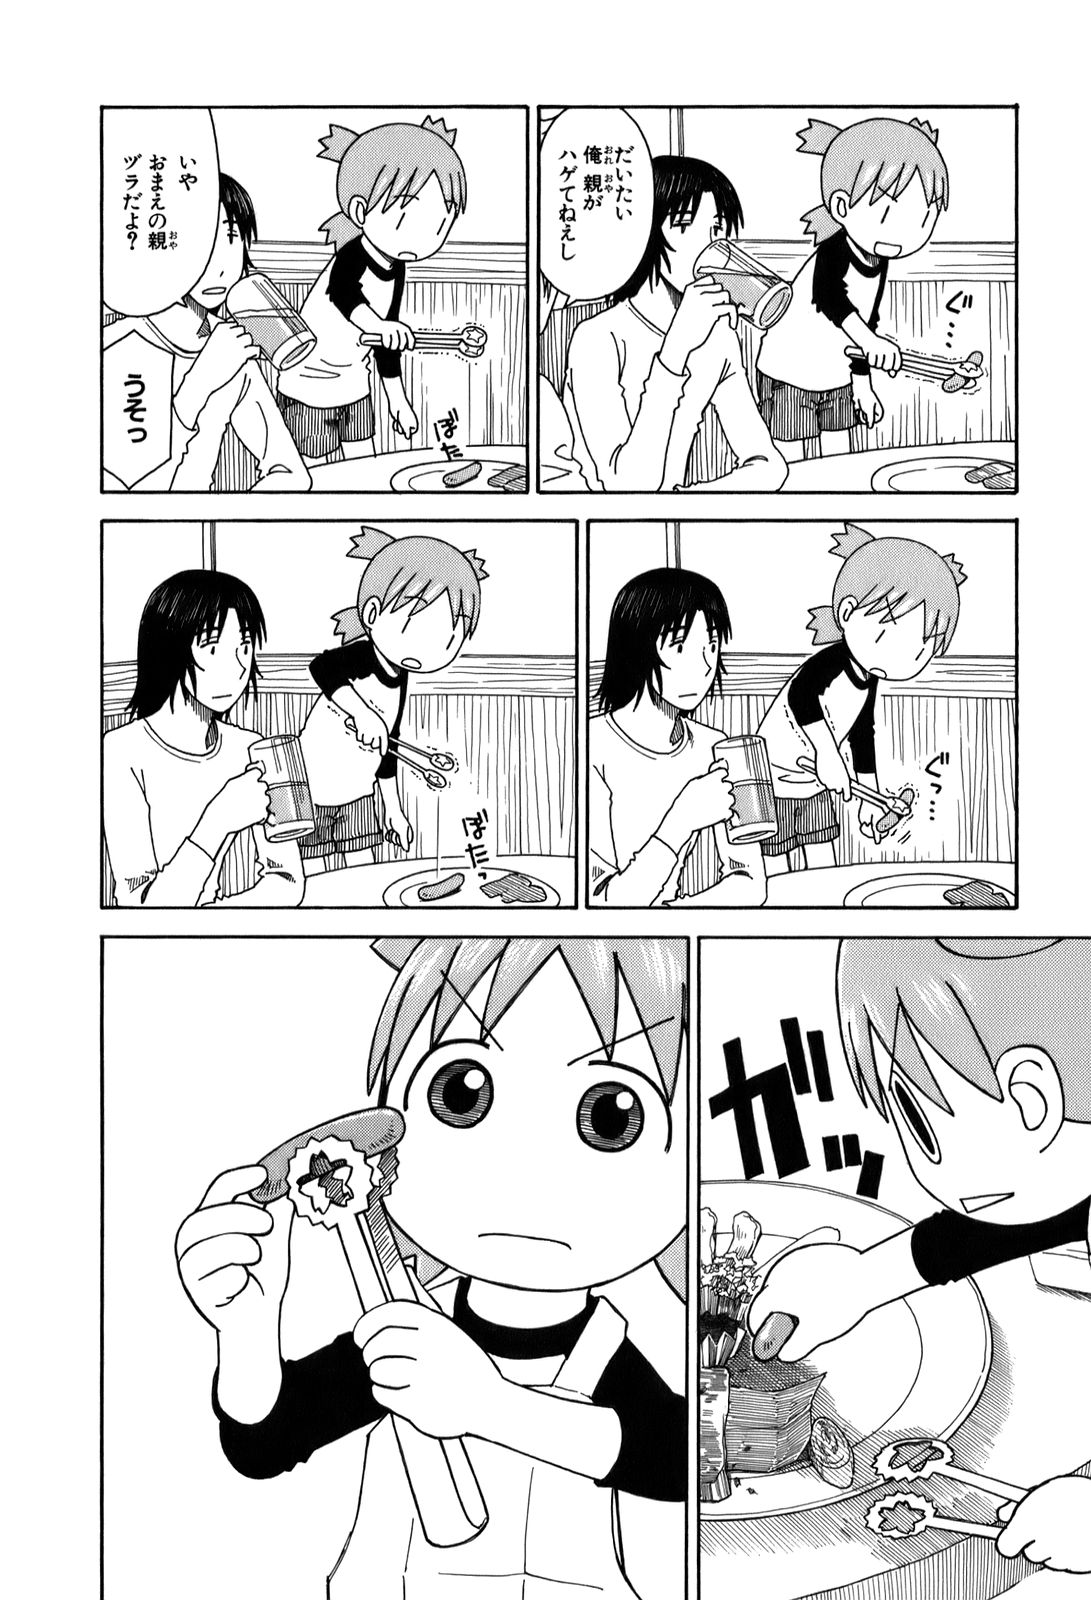 だいたい
俺親が
ハゲてねえし
ぐ…
いや
おまえの親
ヅラだよ?
うそっ
ぼた
ぐっ…
ぼたっ
ガッ